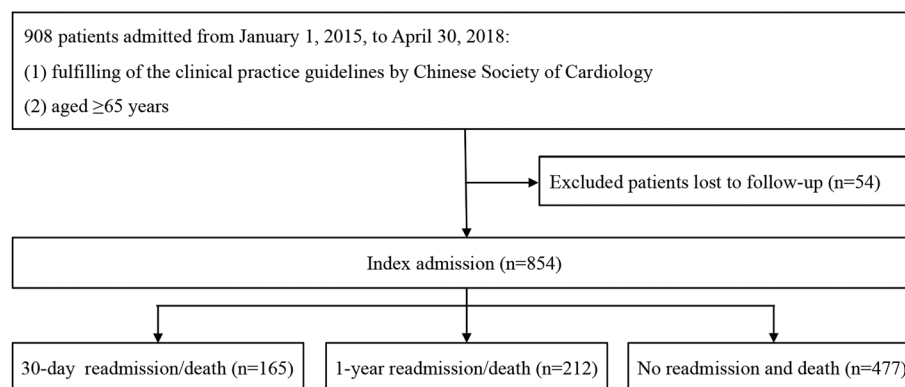 908 patients admitted from January 1, 2015, to April 30, 2018:
(1) fulfilling of the clinical practice guidelines by Chinese Society of Cardiology
(2) aged ≥65 years
Excluded patients lost to follow-up (n=54)
Index admission (n=854)
30-day readmission/death (n=165)
1-year readmission/death (n=212)
No readmission and death (n=477)